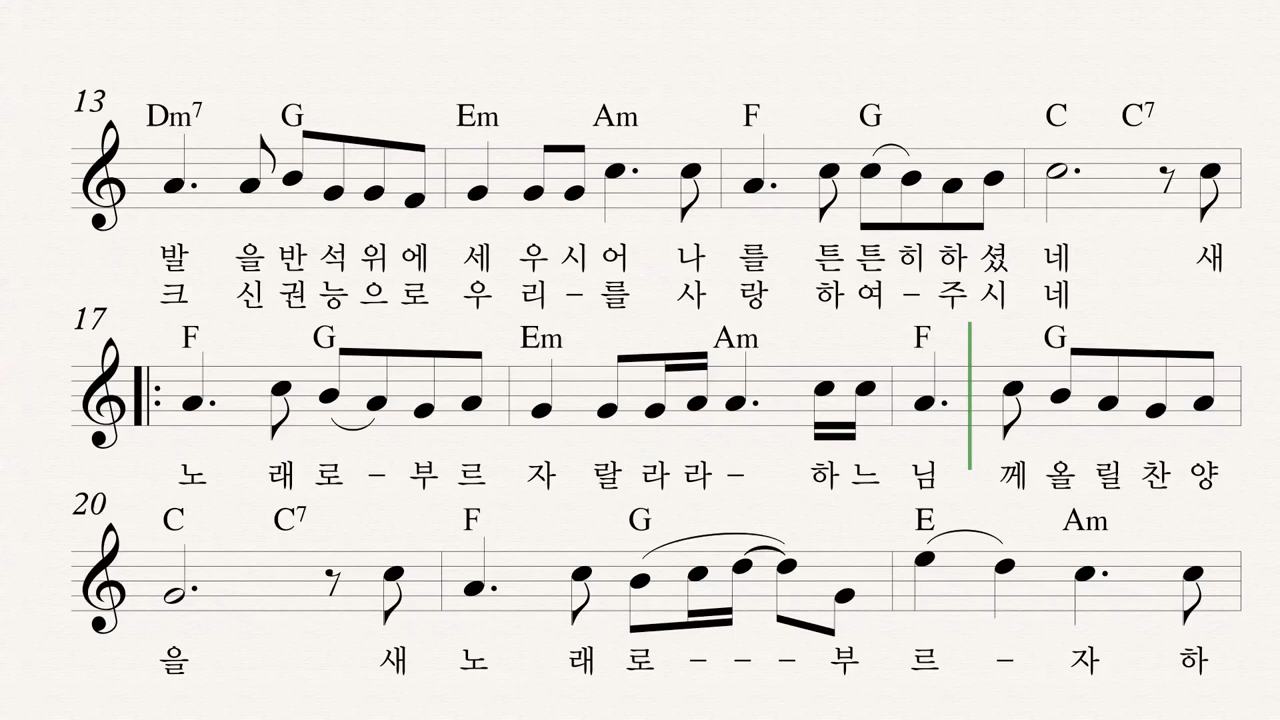 13
Dm7 G Em Am F G C C7
발 을 반 석 위 에 세 우 시 어 나 를 튼 튼 히 하 셨 네 새
크 신 권 능 으 로 우 리 - 를 사 랑 하 여 - 주 시 네
17
F G Em Am F G
노 래 로 - 부 르 자 랄 라 라 - 하 느 님 께 올 릴 찬 양
20
C C7 F G E Am
을 새 노 래 로 - - - 부 르 - 자 하